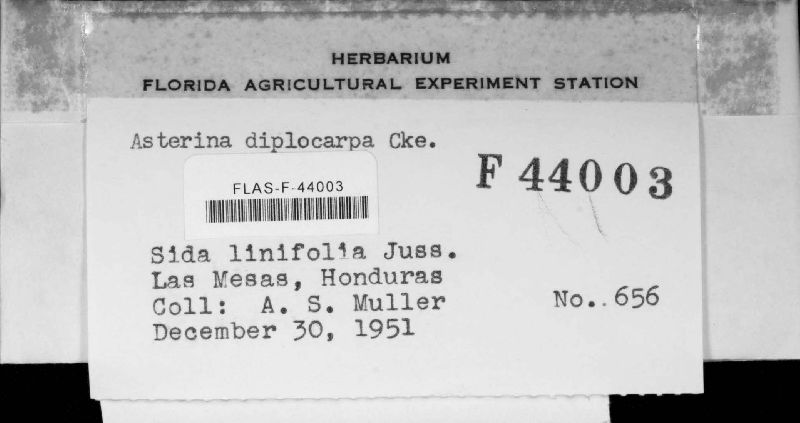 HERBARIUM
FLORIDA AGRICULTURAL EXPERIMENT STATION
Asterina diplocarpa Cke.
F 44003
FLAS-F-44003
Sida linifolia Juss.
Las Mesas, Honduras
Coll: A. S. Muller
No.. 656
December 30, 1951